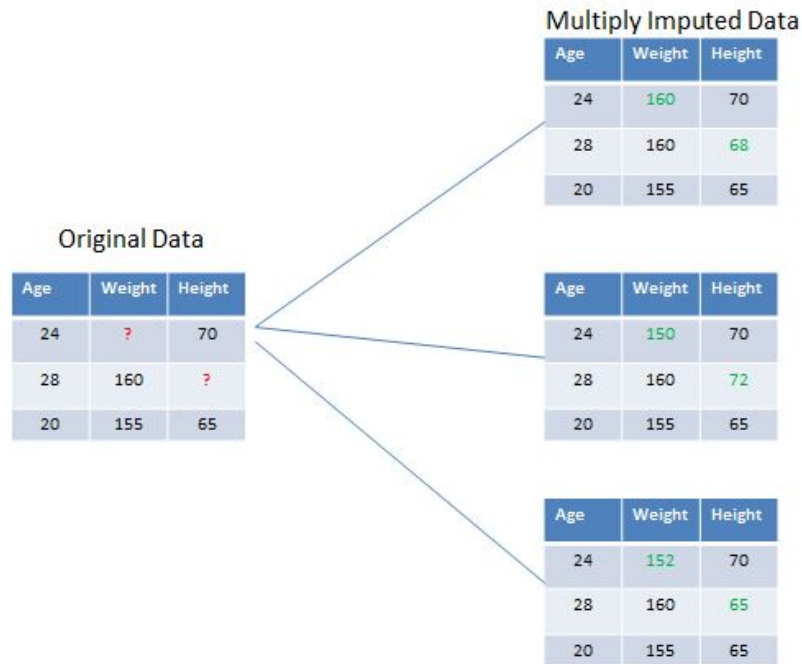 Multiply Imputed Data
Age Weight Height
24 160 70
28 160 68
20 155 65
Original Data
Age Weight Height
24 ? 70
28 160 ?
20 155 65
Age Weight Height
24 150 70
28 160 72
20 155 65
Age Weight Height
24 152 70
28 160 65
20 155 65